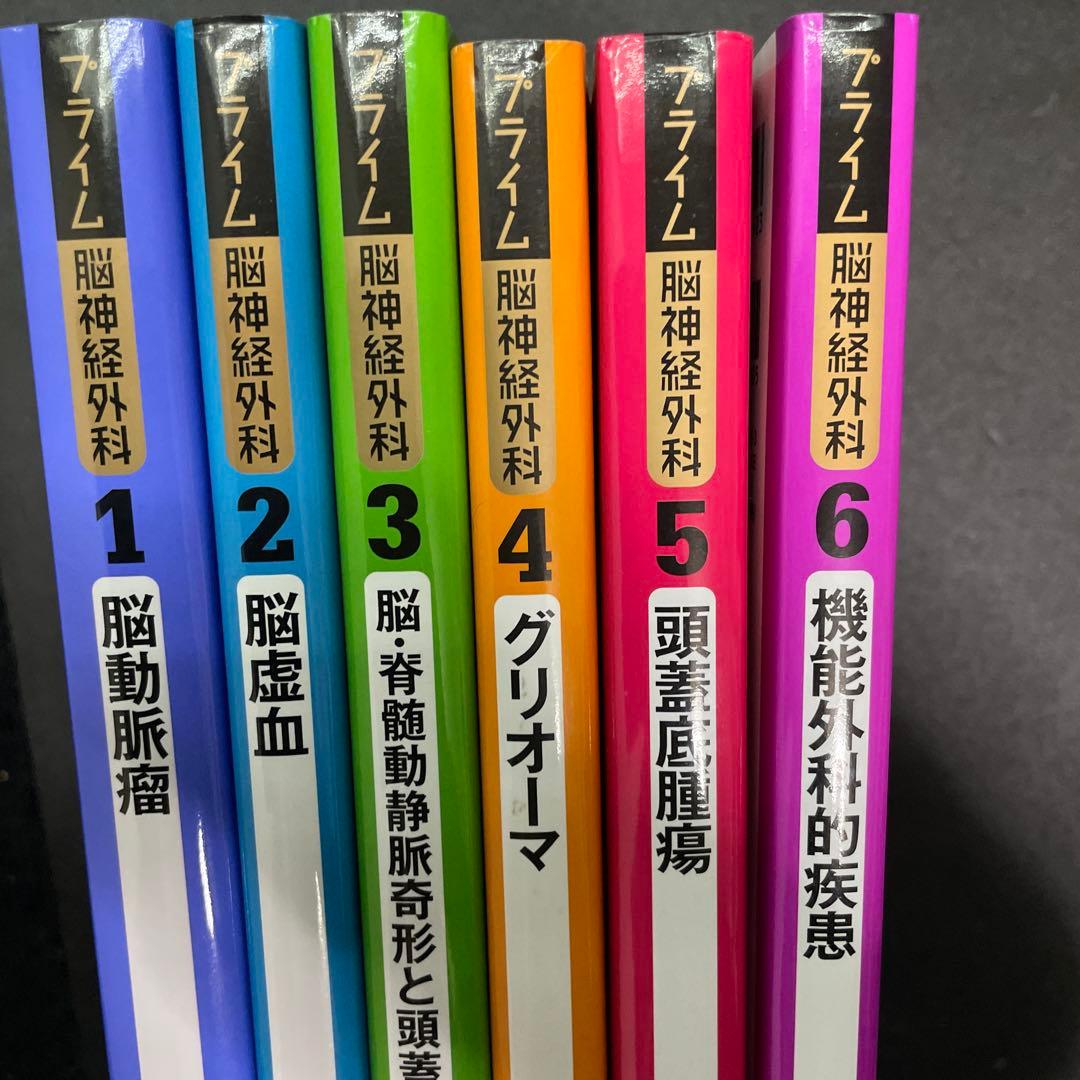 プライム
脳神経外科
1
脳動脈瘤
プライム
脳神経外科
2
脳虚血
プライム
脳神経外科
3
脳・脊髄動静脈奇形と頭蓋
プライム
脳神経外科
4
グリオーマ
プライム
脳神経外科
5
頭蓋底腫瘍
プライム
脳神経外科
6
機能外科的疾患